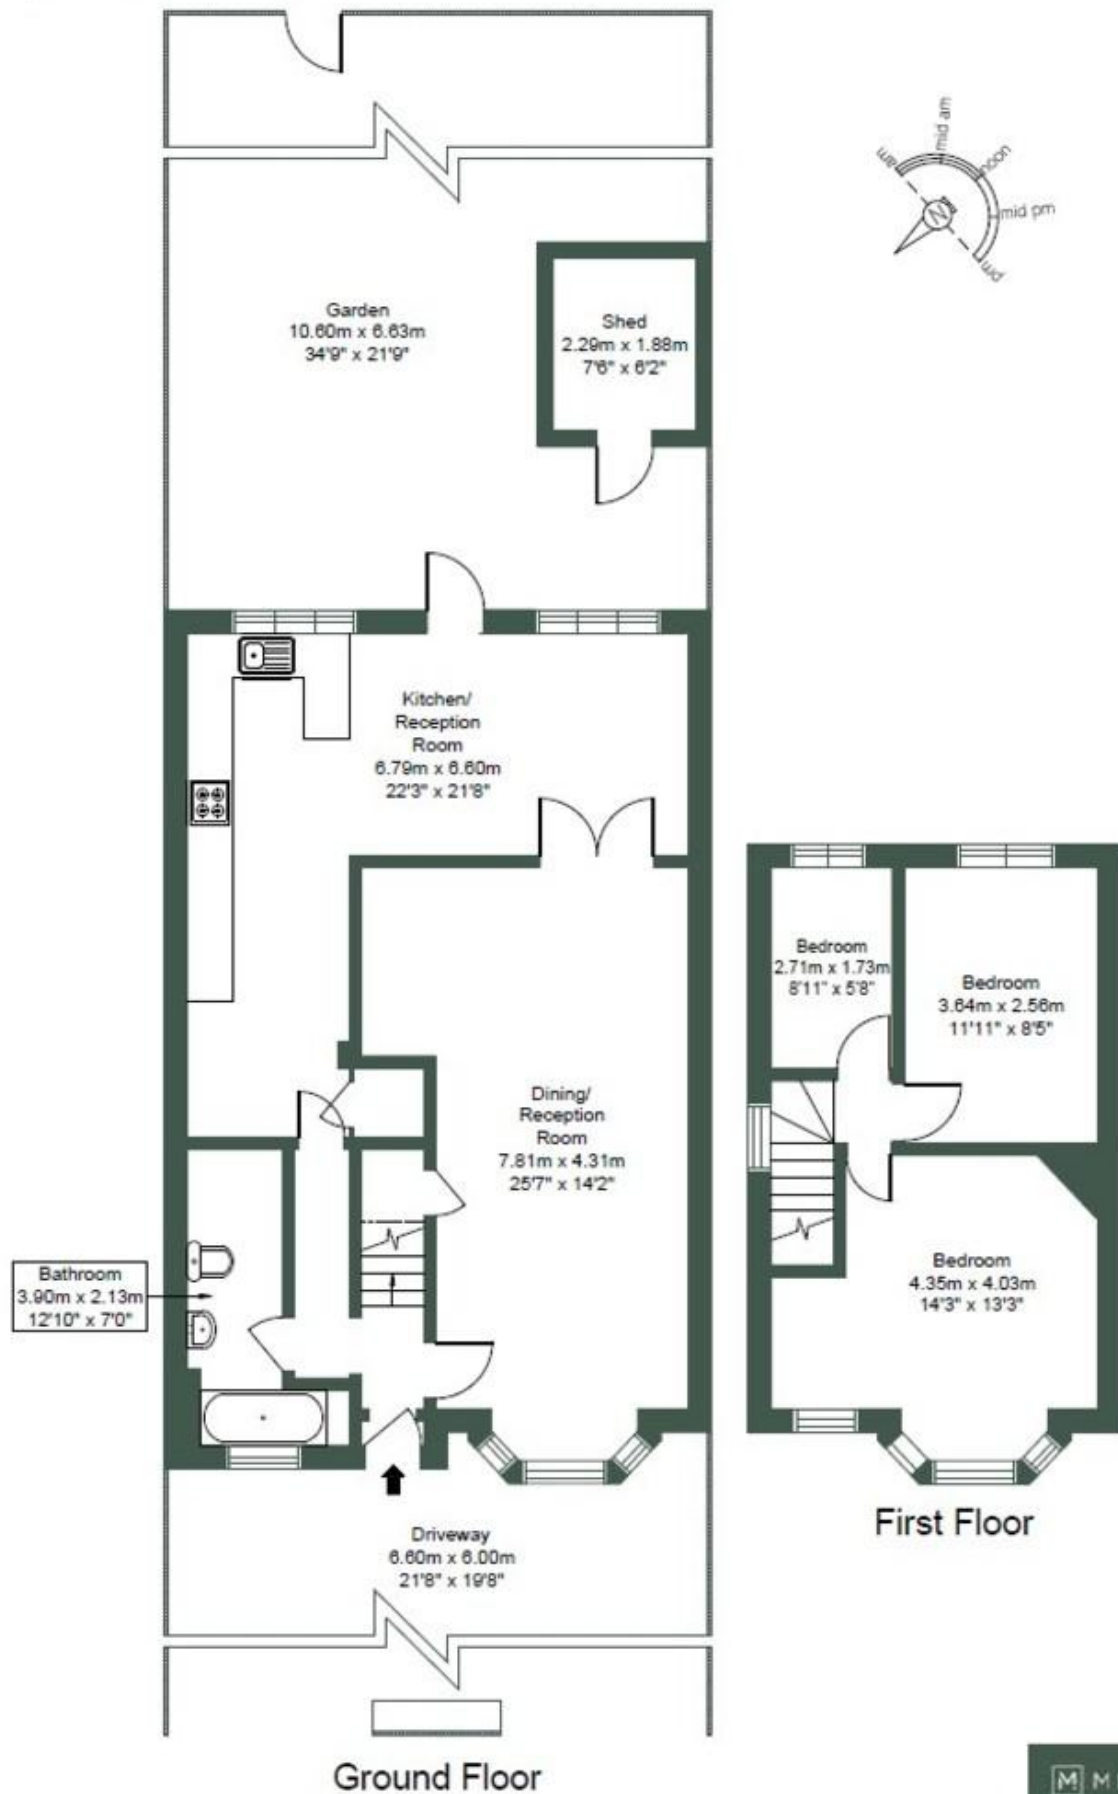 am
mid am
noon
mid pm
pm
N
Garden
10.60m x 6.63m
34'9" x 21'9"
Shed
2.29m x 1.88m
7'6" x 6'2"
Kitchen/
Reception
Room
6.79m x 6.60m
22'3" x 21'8"
Dining/
Reception
Room
7.81m x 4.31m
25'7" x 14'2"
Bathroom
3.90m x 2.13m
12'10" x 7'0"
Driveway
6.60m x 6.00m
21'8" x 19'8"
Ground Floor
Bedroom
2.71m x 1.73m
8'11" x 5'8"
Bedroom
3.64m x 2.56m
11'11" x 8'5"
Bedroom
4.35m x 4.03m
14'3" x 13'3"
First Floor
M M